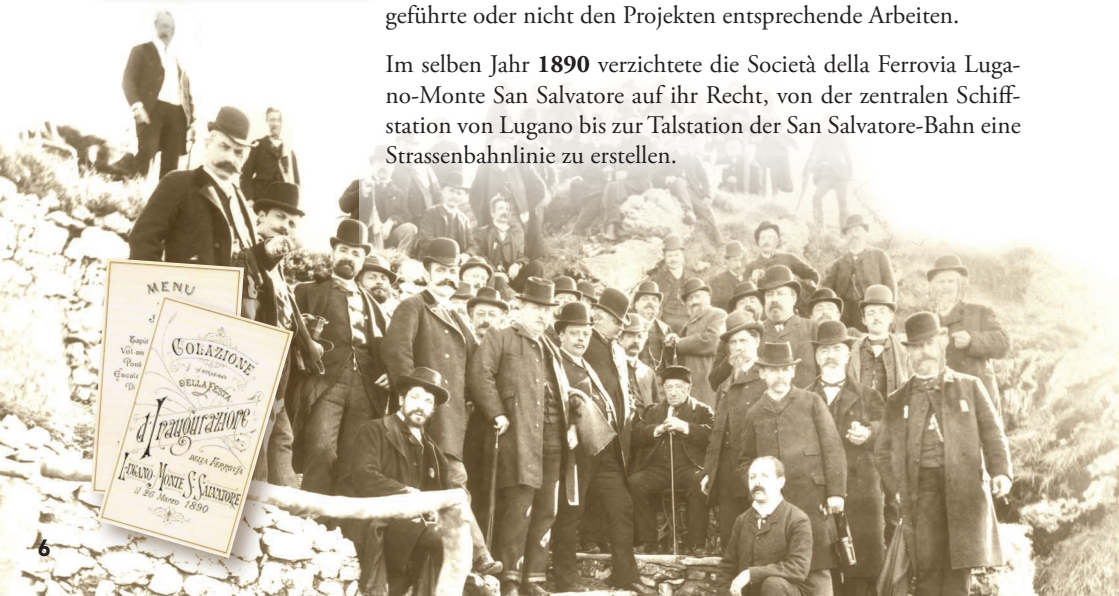 geführte oder nicht den Projekten entsprechende Arbeiten.
Im selben Jahr 1890 verzichtete die Società della Ferrovia Luga-
no-Monte San Salvatore auf ihr Recht, von der zentralen Schiff-
station von Lugano bis zur Talstation der San Salvatore-Bahn eine
Strassenbahnlinie zu erstellen.
MENU
COLAZIONE
DELLA FESTA
d'Inaugurazione
DELLA FERROVIA
LUGANO-MONTE S. SALVATORE
il 26 Marzo 1890
6